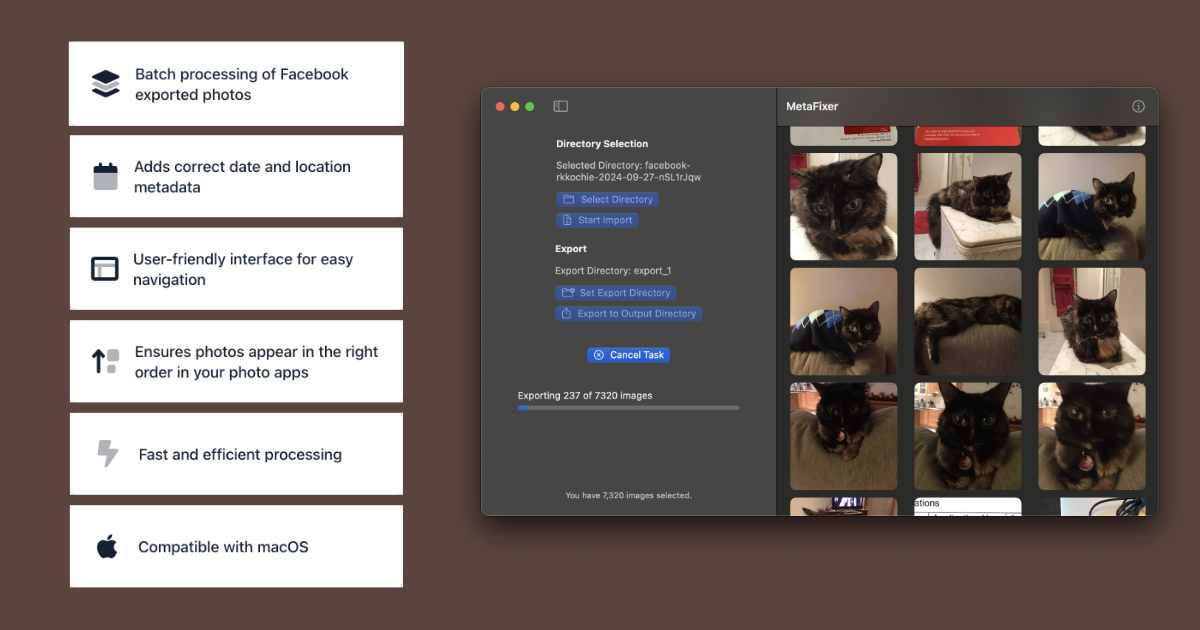 Batch processing of Facebook
exported photos
Adds correct date and location
metadata
User-friendly interface for easy
navigation
Ensures photos appear in the right
order in your photo apps
Fast and efficient processing
Compatible with macOS
MetaFixer
Directory Selection
Selected Directory: facebook-
rkkochie-2024-09-27-nSL1rJqw
Select Directory
Start Import
Export
Export Directory: export_1
Set Export Directory
Export to Output Directory
Cancel Task
Exporting 237 of 7320 images
You have 7,320 images selected.
ations